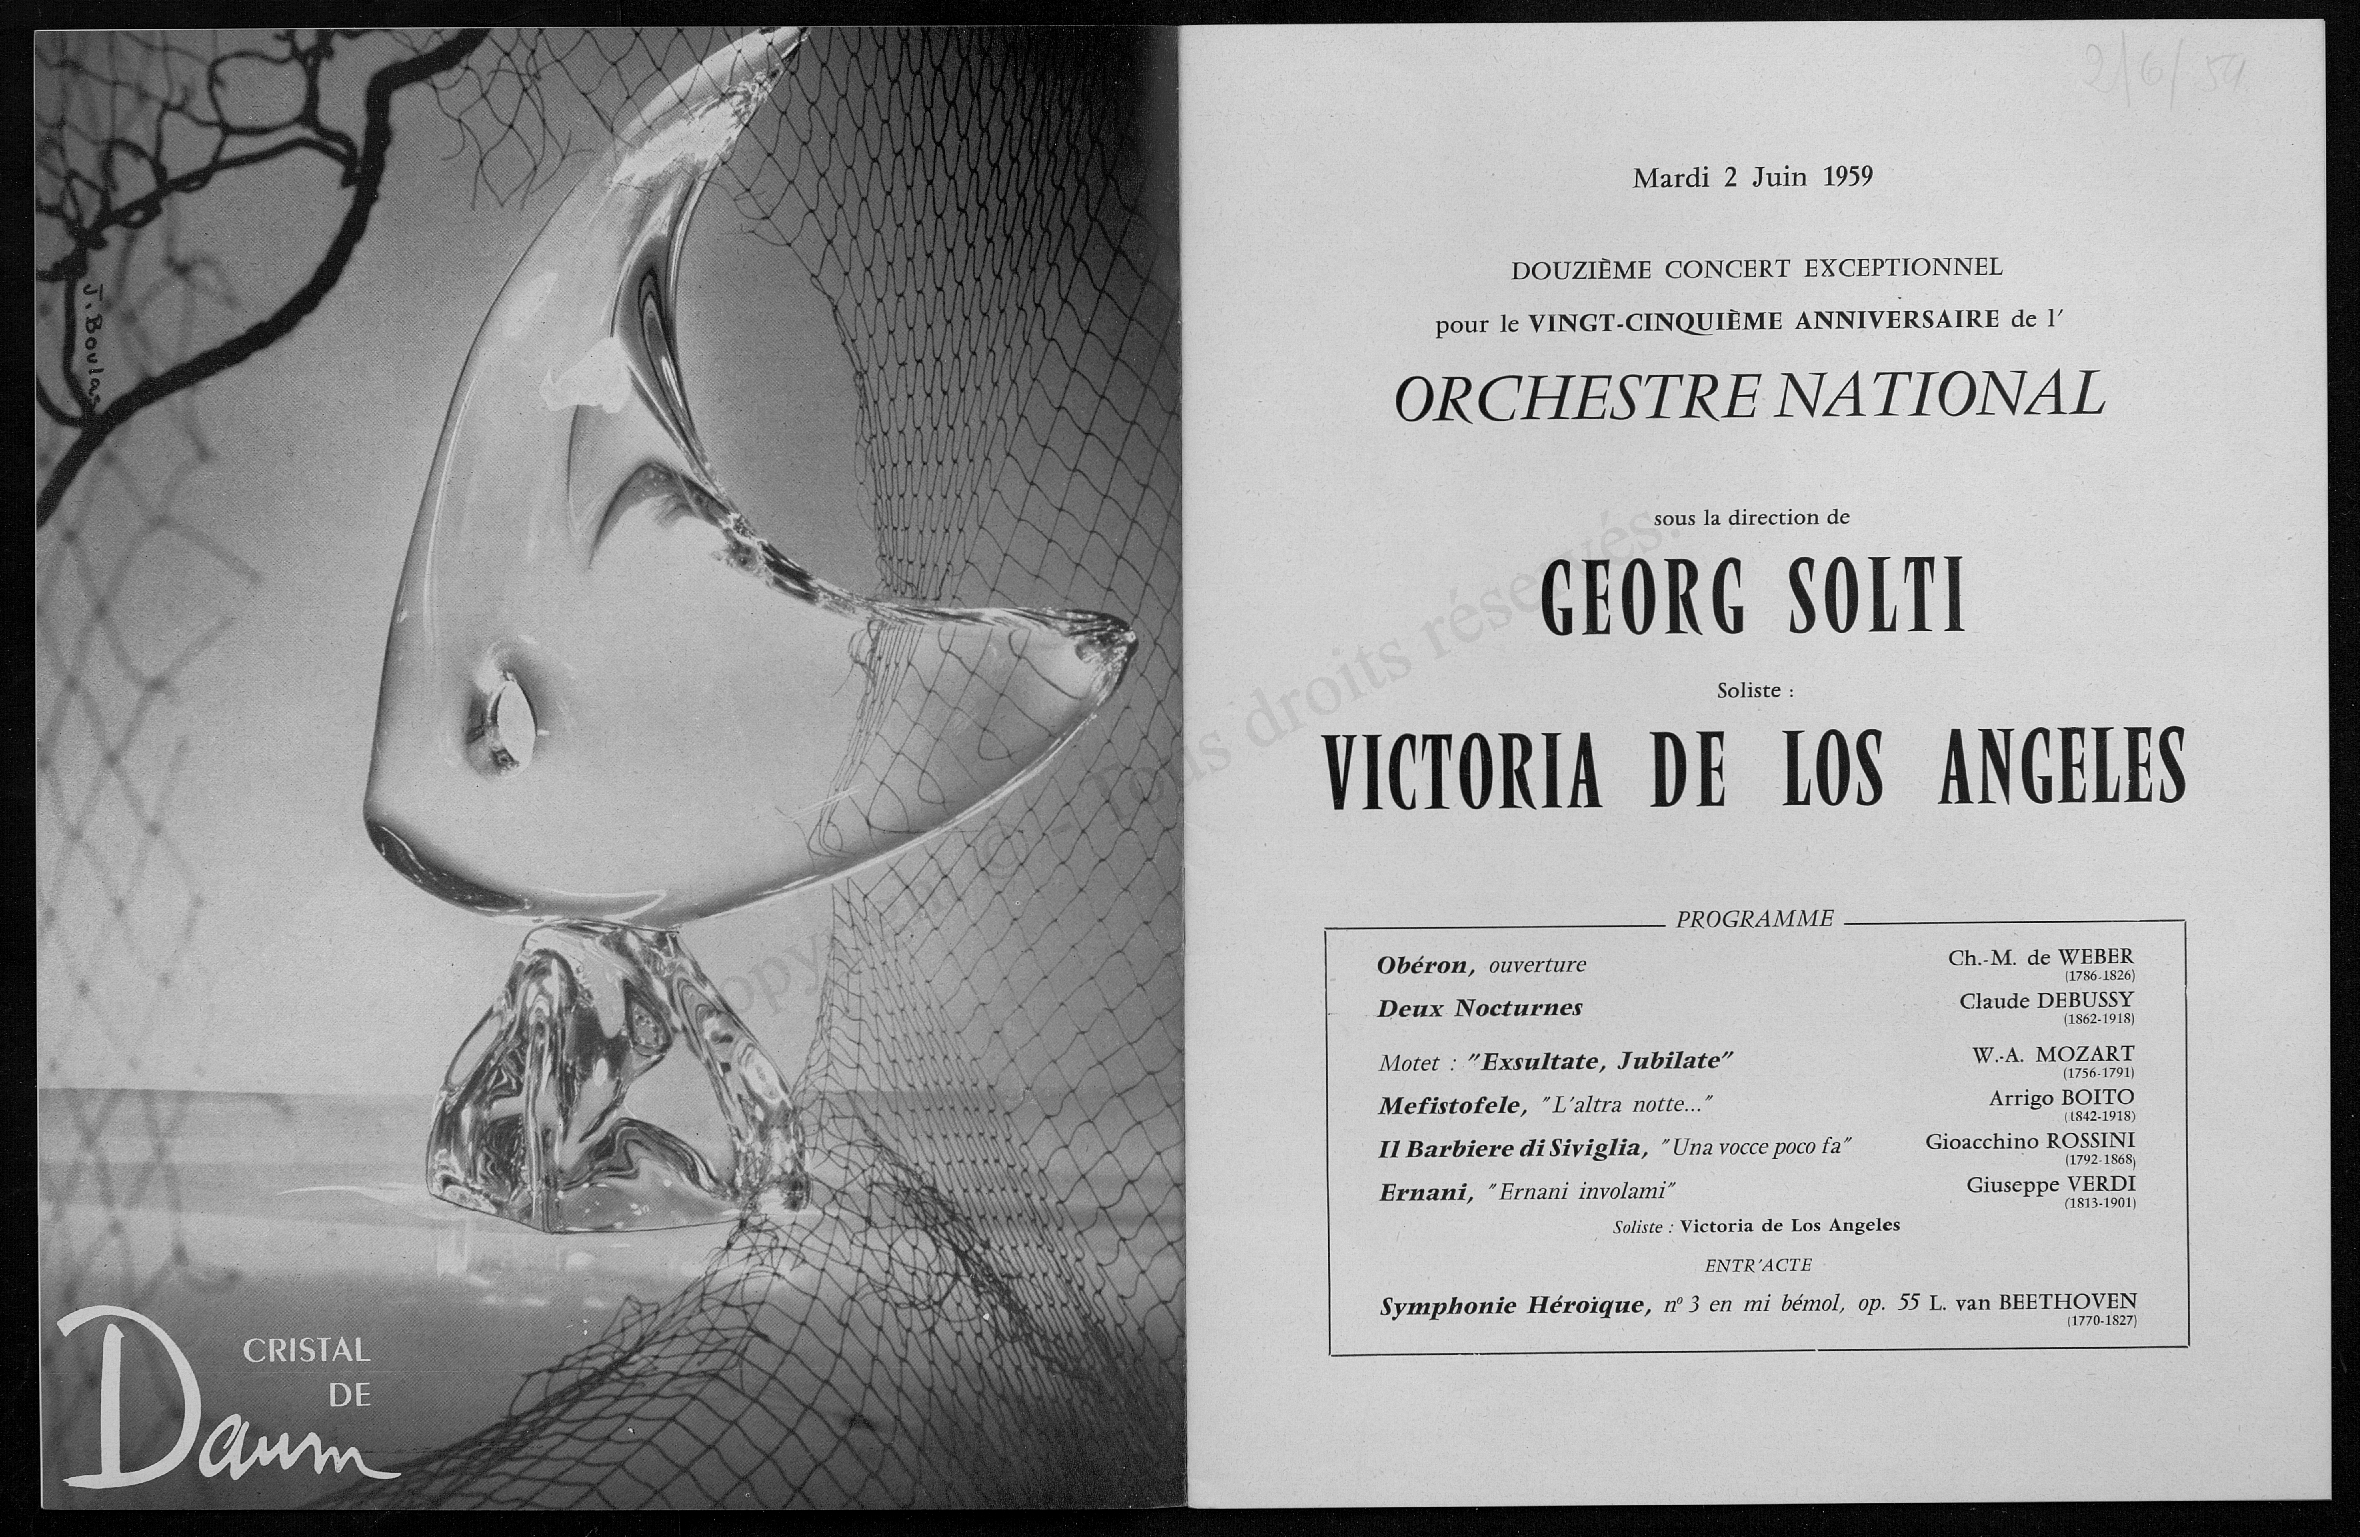 J. Boulas
CRISTAL
DE
Daum
2/6/59
Mardi 2 Juin 1959
DOUZIÈME CONCERT EXCEPTIONNEL
pour le VINGT-CINQUIÈME ANNIVERSAIRE de l'
ORCHESTRE NATIONAL
sous la direction de
GEORG SOLTI
Soliste :
VICTORIA DE LOS ANGELES
PROGRAMME
Obéron, ouverture Ch.-M. de WEBER
(1786-1826)
Deux Nocturnes Claude DEBUSSY
(1862-1918)
Motet : "Exsultate, Jubilate" W.-A. MOZART
(1756-1791)
Mefistofele, "L'altra notte..." Arrigo BOITO
(1842-1918)
Il Barbiere di Siviglia, "Una vocce poco fa" Gioacchino ROSSINI
(1792-1868)
Ernani, "Ernani involami" Giuseppe VERDI
(1813-1901)
Soliste : Victoria de Los Angeles
ENTR'ACTE
Symphonie Héroïque, nº 3 en mi bémol, op. 55 L. van BEETHOVEN
(1770-1827)
Copyright © - Tous droits réservés.